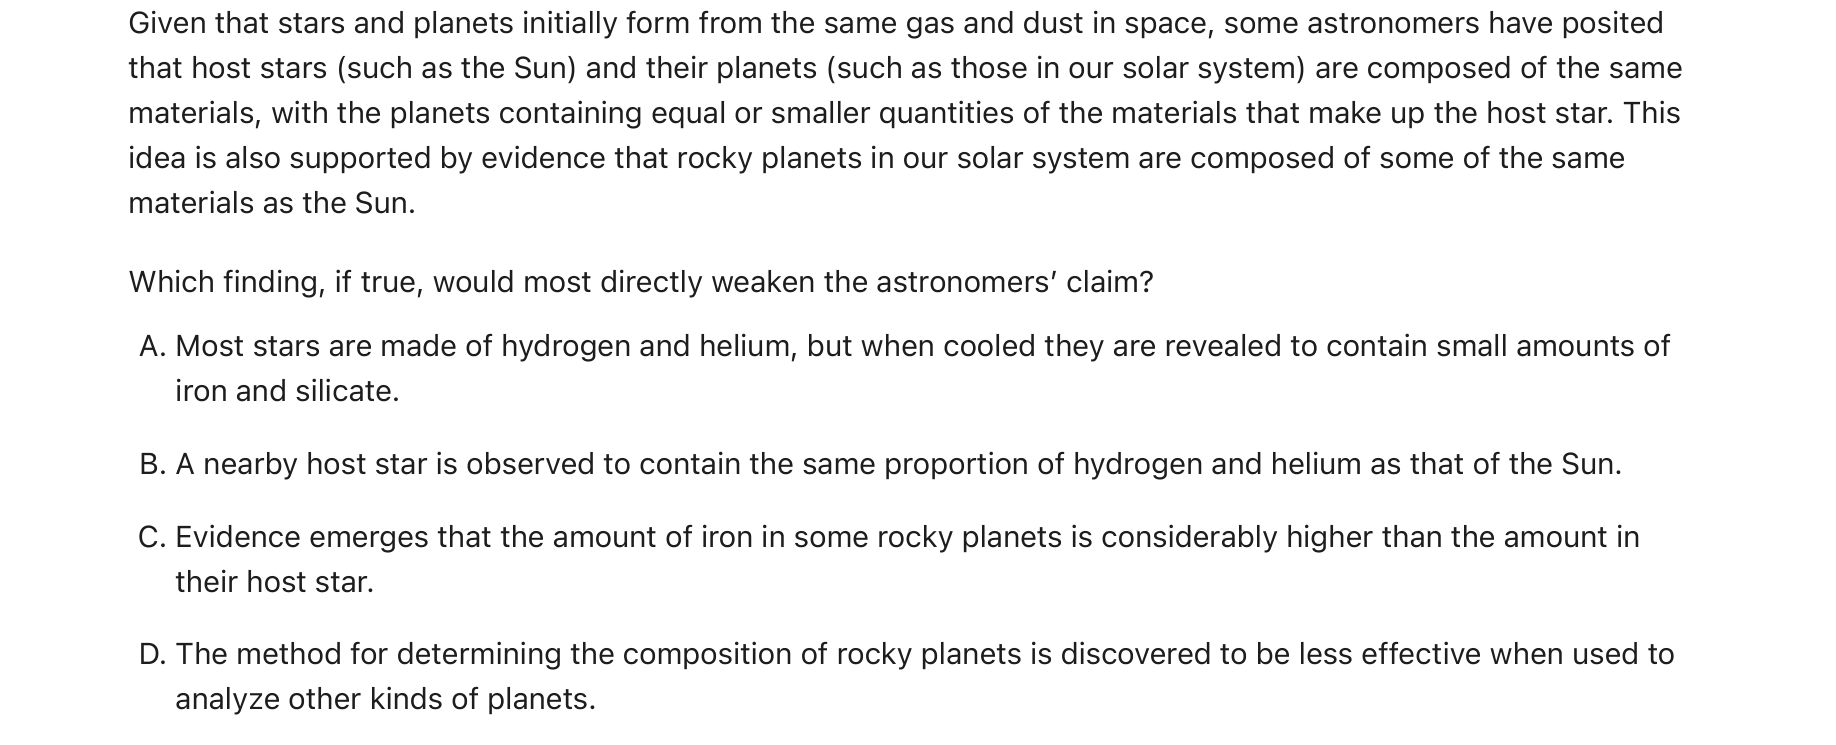 Given that stars and planets initially form from the same gas and dust in space, some astronomers have posited
that host stars (such as the Sun) and their planets (such as those in our solar system) are composed of the same
materials, with the planets containing equal or smaller quantities of the materials that make up the host star. This
idea is also supported by evidence that rocky planets in our solar system are composed of some of the same
materials as the Sun.
Which finding, if true, would most directly weaken the astronomers’ claim?
A. Most stars are made of hydrogen and helium, but when cooled they are revealed to contain small amounts of
iron and silicate.
B. A nearby host star is observed to contain the same proportion of hydrogen and helium as that of the Sun.
C. Evidence emerges that the amount of iron in some rocky planets is considerably higher than the amount in
their host star.
D. The method for determining the composition of rocky planets is discovered to be less effective when used to
analyze other kinds of planets.